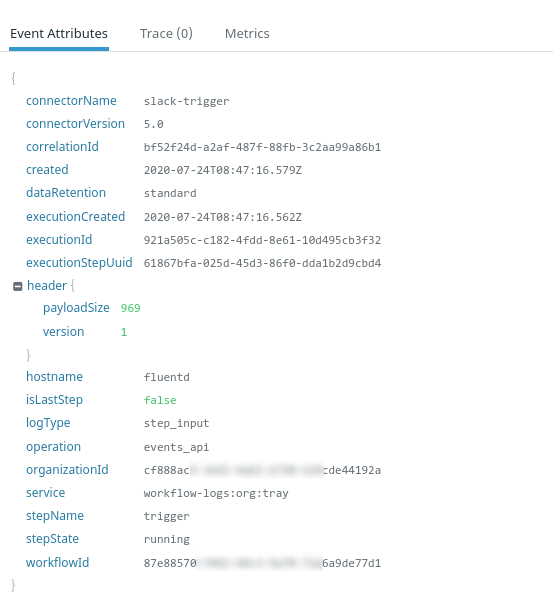 Event Attributes Trace (0) Metrics
{
connectorName slack-trigger
connectorVersion 5.0
correlationId bf52f24d-a2af-487f-88fb-3c2aa99a86b1
created 2020-07-24T08:47:16.579Z
dataRetention standard
executionCreated 2020-07-24T08:47:16.562Z
executionId 921a505c-c182-4fdd-8e61-10d495cb3f32
executionStepUuid 61867bfa-025d-45d3-86f0-dda1b2d9cbd4
header {
payloadSize 969
version 1
}
hostname fluentd
isLastStep false
logType step_input
operation events_api
organizationId cf888ac cde44192a
service workflow-logs:org:tray
stepName trigger
stepState running
workflowId 87e88570 6a9de77d1
}